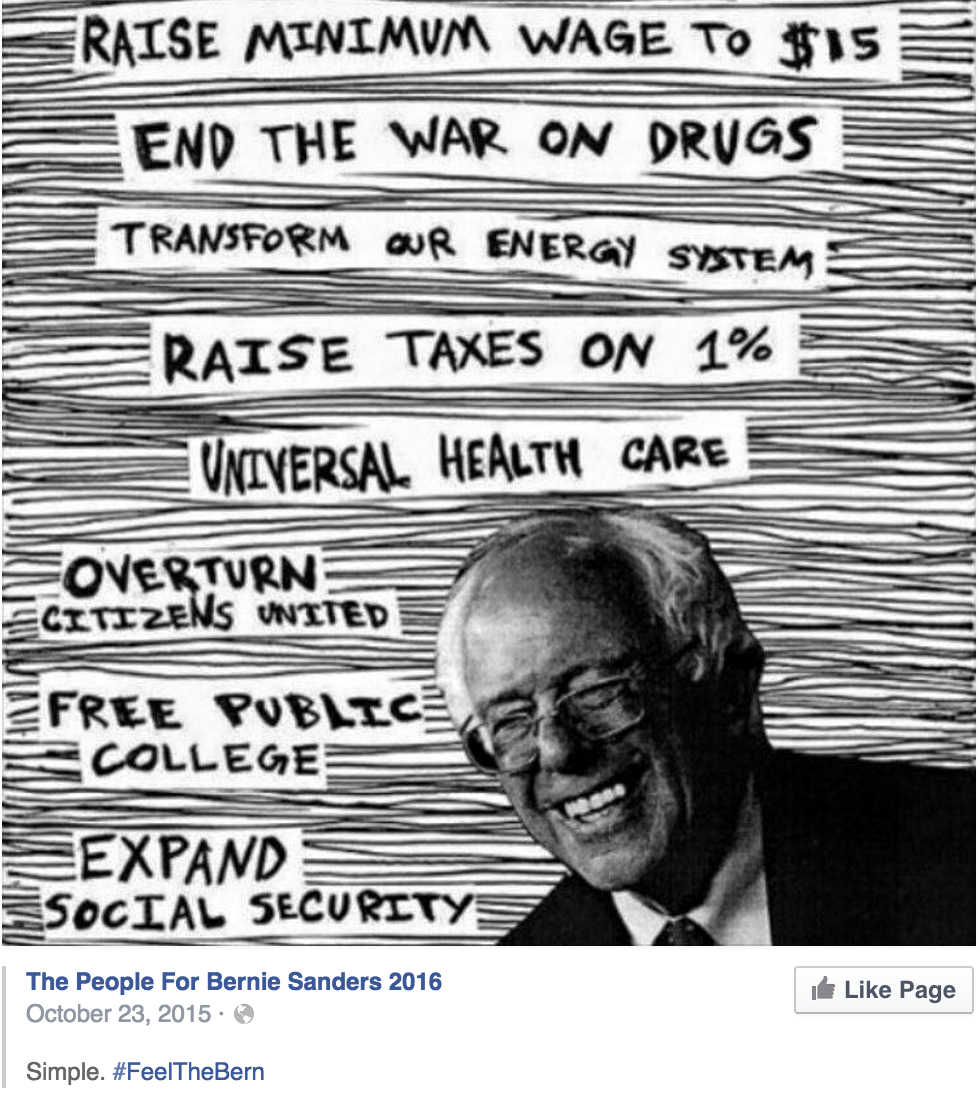 RAISE MINIMUM WAGE TO $15
END THE WAR ON DRUGS
TRANSFORM OUR ENERGY SYSTEM
RAISE TAXES ON 1%
UNIVERSAL HEALTH CARE
OVERTURN
CITIZENS UNITED
FREE PUBLIC
COLLEGE
EXPAND
SOCIAL SECURITY
The People For Bernie Sanders 2016
Like Page
October 23, 2015 ·
Simple. #FeelTheBern